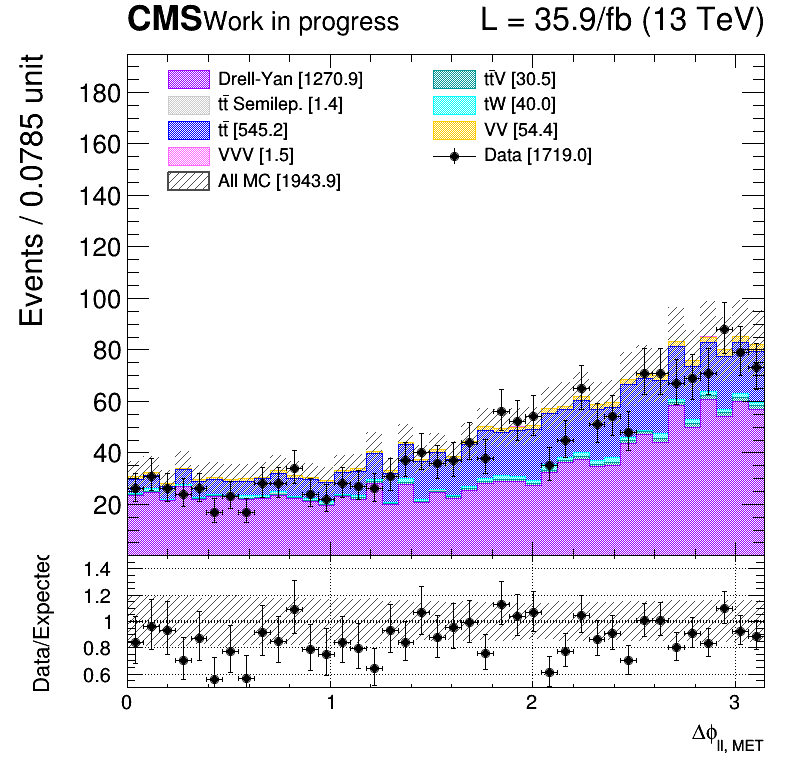 CMS Work in progress L = 35.9/fb (13 TeV)
Events / 0.0785 unit
180
160
140
120
100
80
60
40
20
Drell-Yan [1270.9]
tt̄ Semilep. [1.4]
tt̄ [545.2]
VVV [1.5]
All MC [1943.9]
tt̄V [30.5]
tW [40.0]
VV [54.4]
Data [1719.0]
Data/Expected
1.4
1.2
1
0.8
0.6
0 1 2 3
Δϕll, MET